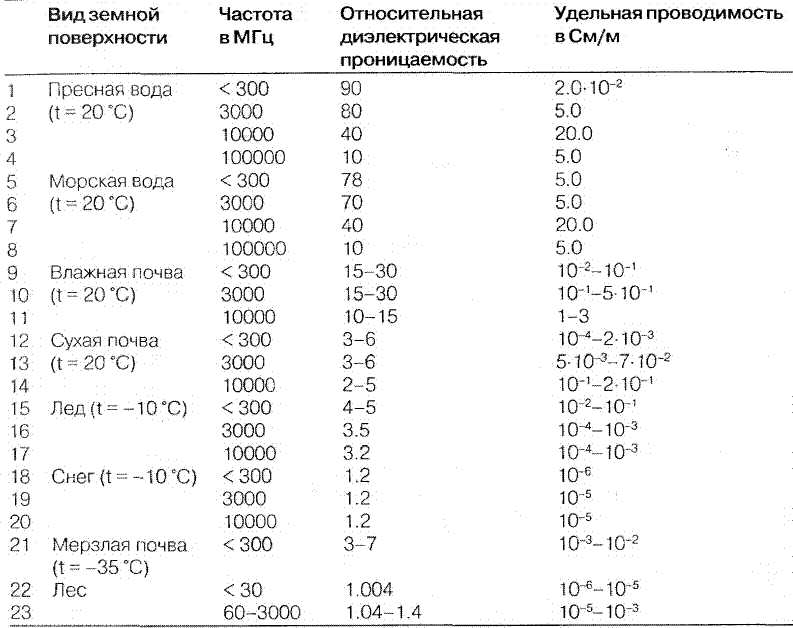 Вид земной Частота Относительная Удельная проводимость
поверхности в МГц диэлектрическая в См/м
проницаемость
1 Пресная вода < 300 90 2.0·10⁻²
2 (t = 20 °C) 3000 80 5.0
3 10000 40 20.0
4 100000 10 5.0
5 Морская вода < 300 78 5.0
6 (t = 20 °C) 3000 70 5.0
7 10000 40 20.0
8 100000 10 5.0
9 Влажная почва < 300 15–30 10⁻²–10⁻¹
10 (t = 20 °C) 3000 15–30 10⁻¹–5·10⁻¹
11 10000 10–15 1–3
12 Сухая почва < 300 3–6 10⁻⁴–2·10⁻³
13 (t = 20 °C) 3000 3–6 5·10⁻³–7·10⁻²
14 10000 2–5 10⁻¹–2·10⁻¹
15 Лед (t = –10 °C) < 300 4–5 10⁻²–10⁻¹
16 3000 3.5 10⁻⁴–10⁻³
17 10000 3.2 10⁻⁴–10⁻³
18 Снег (t = –10 °C) < 300 1.2 10⁻⁶
19 3000 1.2 10⁻⁵
20 10000 1.2 10⁻⁵
21 Мерзлая почва < 300 3–7 10⁻³–10⁻²
(t = –35 °C)
22 Лес < 30 1.004 10⁻⁶–10⁻⁵
23 60–3000 1.04–1.4 10⁻⁵–10⁻³